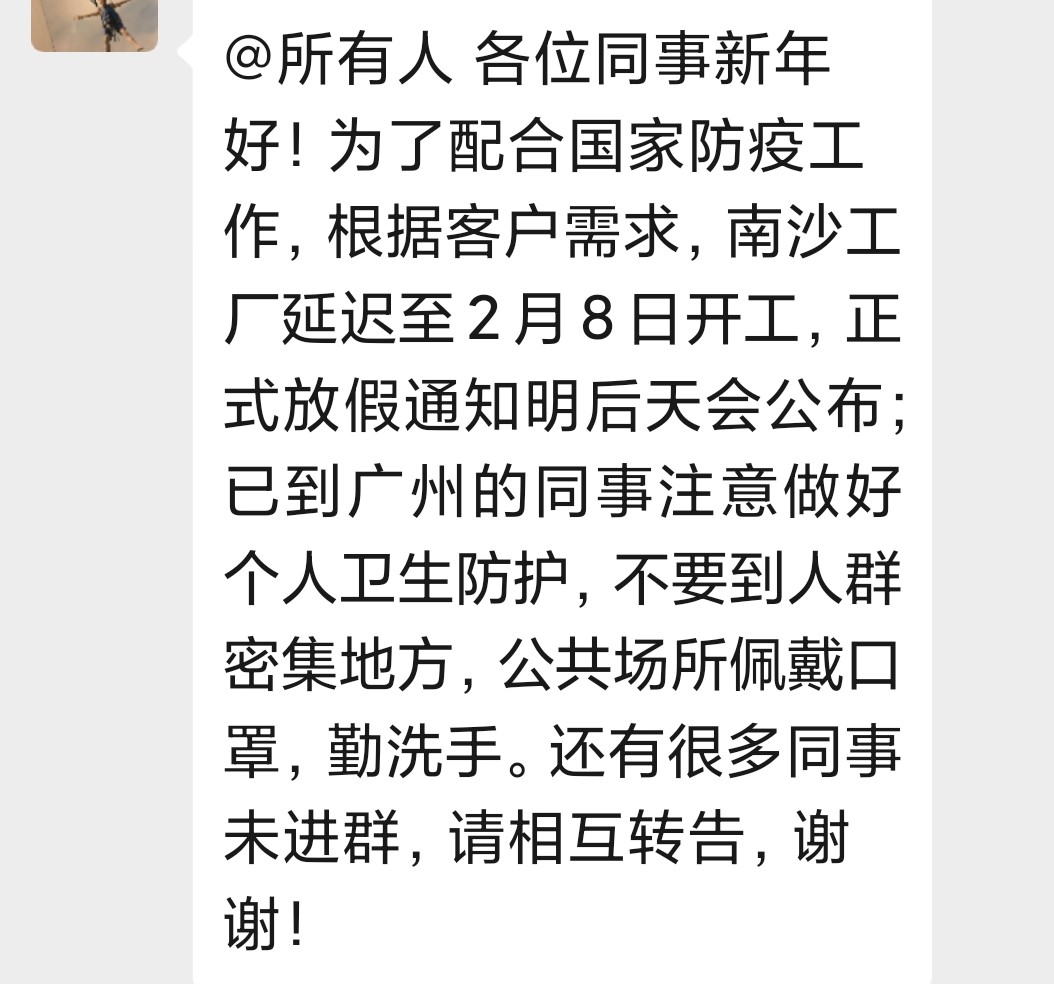 @所有人 各位同事新年
好！为了配合国家防疫工
作，根据客户需求，南沙工
厂延迟至2月8日开工，正
式放假通知明后天会公布；
已到广州的同事注意做好
个人卫生防护，不要到人群
密集地方，公共场所佩戴口
罩，勤洗手。还有很多同事
未进群，请相互转告，谢
谢！